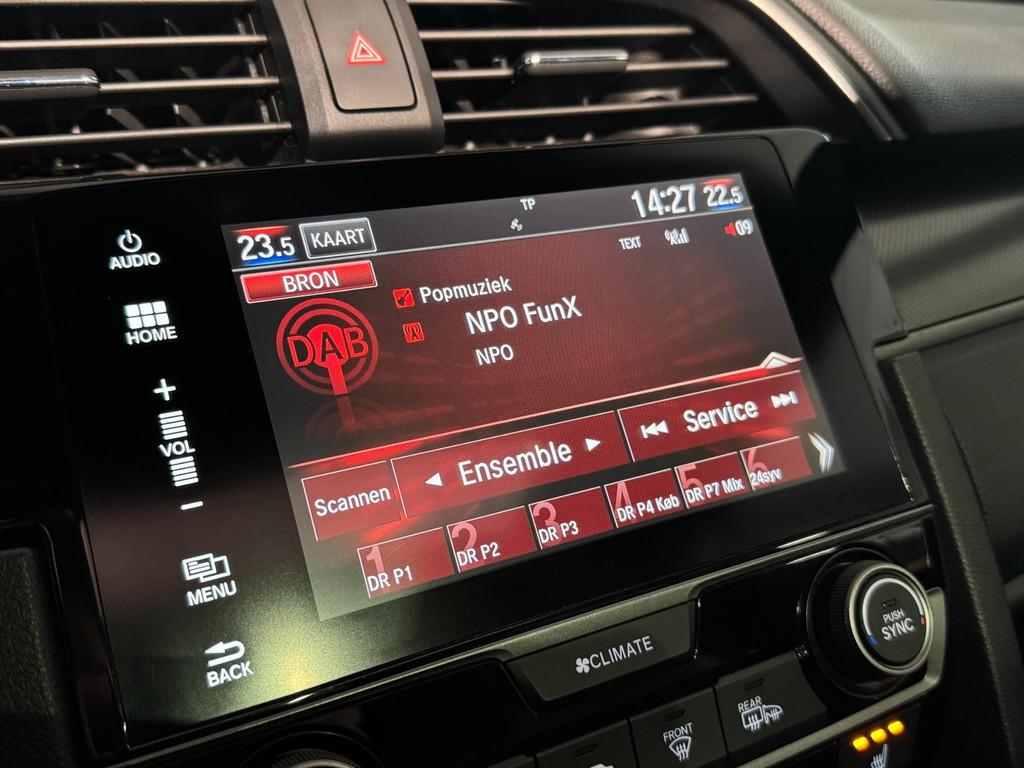 AUDIO
HOME
+
VOL
−
MENU
BACK
TP
14:27 22.5
23.5 KAART
TEXT
09
BRON
DAB
Popmuziek
NPO FunX
NPO
Scannen
Ensemble
Service
1
DR P1
2
DR P2
3
DR P3
4
DR P4 Køb
5
DR P7 Mix
6
24syv
CLIMATE
PUSH
SYNC
FRONT
REAR